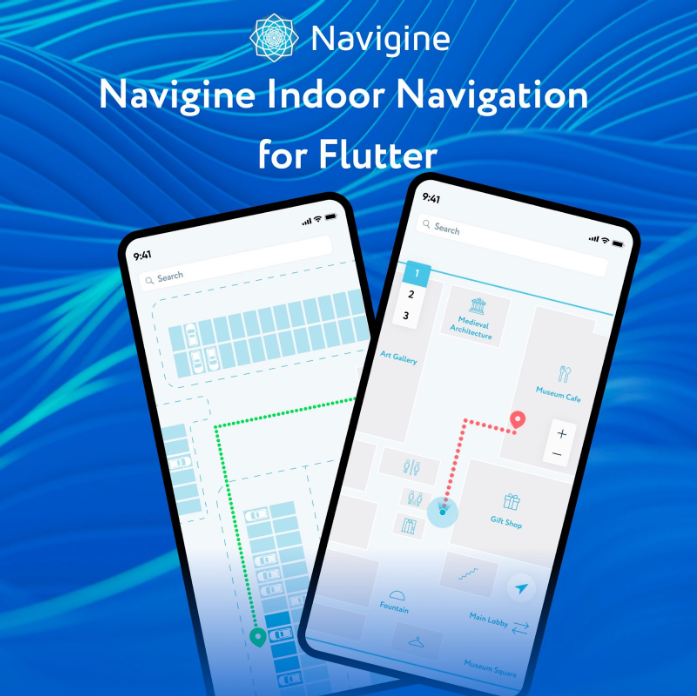 Navigine
Navigine Indoor Navigation
for Flutter
9:41
Search
9:41
Search
1
2
3
Medieval
Architecture
Art Gallery
Museum Cafe
+
−
Gift Shop
Fountain
Main Lobby
Museum Square